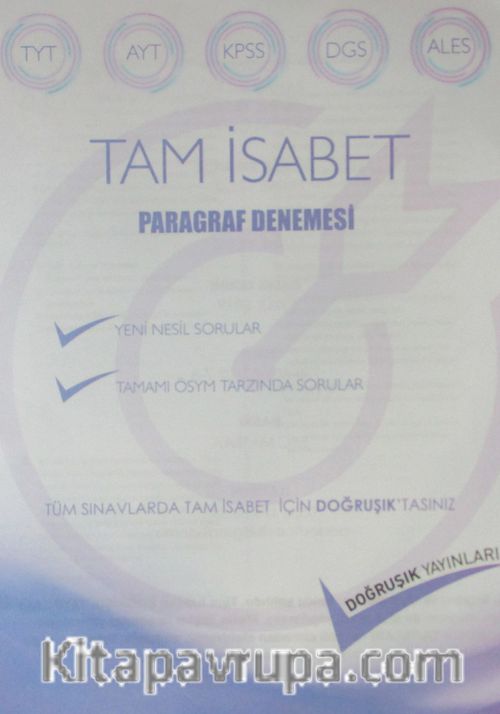 TYT AYT KPSS DGS ALES
TAM İSABET
PARAGRAF DENEMESİ
YENİ NESİL SORULAR
TAMAMI ÖSYM TARZINDA SORULAR
TÜM SINAVLARDA TAM İSABET İÇİN DOĞRUŞIK'TASINIZ
DOĞRUŞIK YAYINLARI
Kitapavrupa.com